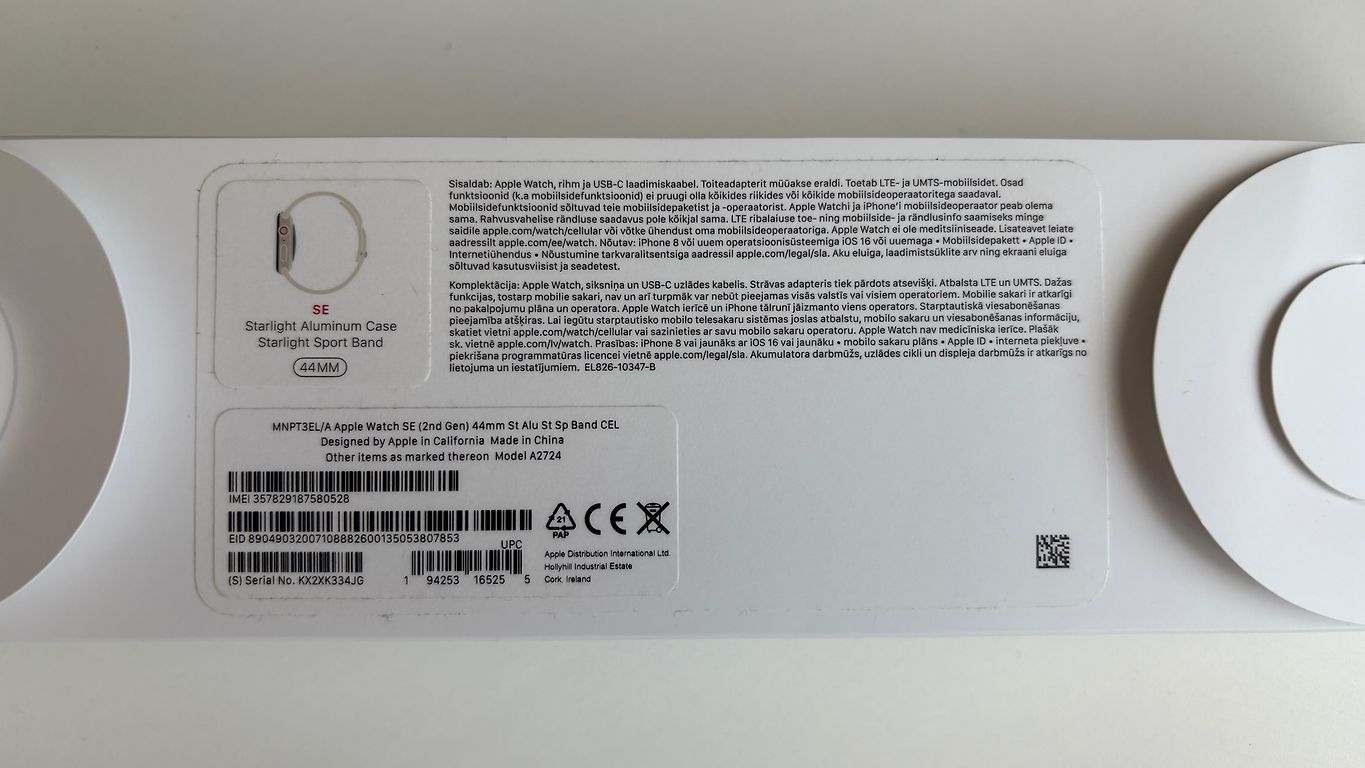 SE
Starlight Aluminum Case
Starlight Sport Band
44MM
Sisaldab: Apple Watch, rihm ja USB-C laadimiskaabel. Toiteadapterit müüakse eraldi. Toetab LTE- ja UMTS-mobiilsidet. Osad
funktsioonid (k.a mobiilsidefunktsioonid) ei pruugi olla kõikides riikides või kõikide mobiilsideoperaatoritega saadaval.
Mobiilsidefunktsioonid sõltuvad teie mobiilsidepaketist ja -operaatorist. Apple Watchi ja iPhone'i mobiilsideoperaator peab olema
sama. Rahvusvahelise rändluse saadavus pole kõikjal sama. LTE ribalaiuse toe- ning mobiilside- ja rändlusinfo saamiseks minge
saidile apple.com/watch/cellular või võtke ühendust oma mobiilsideoperaatoriga. Apple Watch ei ole meditsiiniseade. Lisateavet leiate
aadressilt apple.com/ee/watch. Nõutav: iPhone 8 või uuem operatsioonisüsteemiga iOS 16 või uuemaga • Mobiilsidepakett • Apple ID •
Internetiühendus • Nõustumine tarkvaralitsentsiga aadressil apple.com/legal/sla. Aku eluiga, laadimistsüklite arv ning ekraani eluiga
sõltuvad kasutusviisist ja seadetest.
Komplektācija: Apple Watch, siksniņa un USB-C uzlādes kabelis. Strāvas adapteris tiek pārdots atsevišķi. Atbalsta LTE un UMTS. Dažas
funkcijas, tostarp mobilie sakari, nav un arī turpmāk var nebūt pieejamas visās valstīs vai visiem operatoriem. Mobilie sakari ir atkarīgi
no pakalpojumu plāna un operatora. Apple Watch ierīcē un iPhone tālrunī jāizmanto viens operators. Starptautiskā viesabonēšanas
pieejamība atšķiras. Lai iegūtu starptautisko mobilo telesakaru sistēmas joslas atbalstu, mobilo sakaru un viesabonēšanas informāciju,
skatiet vietni apple.com/watch/cellular vai sazinieties ar savu mobilo sakaru operatoru. Apple Watch nav medicīniska ierīce. Plašāk
sk. vietnē apple.com/lv/watch. Prasības: iPhone 8 vai jaunāks ar iOS 16 vai jaunāku • mobilo sakaru plāns • Apple ID • interneta piekļuve •
piekrišana programmatūras licencei vietnē apple.com/legal/sla. Akumulatora darbmūžs, uzlādes cikli un displeja darbmūžs ir atkarīgs no
lietojuma un iestatījumiem. EL826-10347-B
MNPT3EL/A Apple Watch SE (2nd Gen) 44mm St Alu St Sp Band CEL
Designed by Apple in California Made in China
Other items as marked thereon Model A2724
IMEI 357829187580528
EID 89049032007108882600135053807853
UPC
(S) Serial No. KX2XK334JG
1 94253 16525 5
21
PAP
CE
Apple Distribution International Ltd.
Hollyhill Industrial Estate
Cork, Ireland